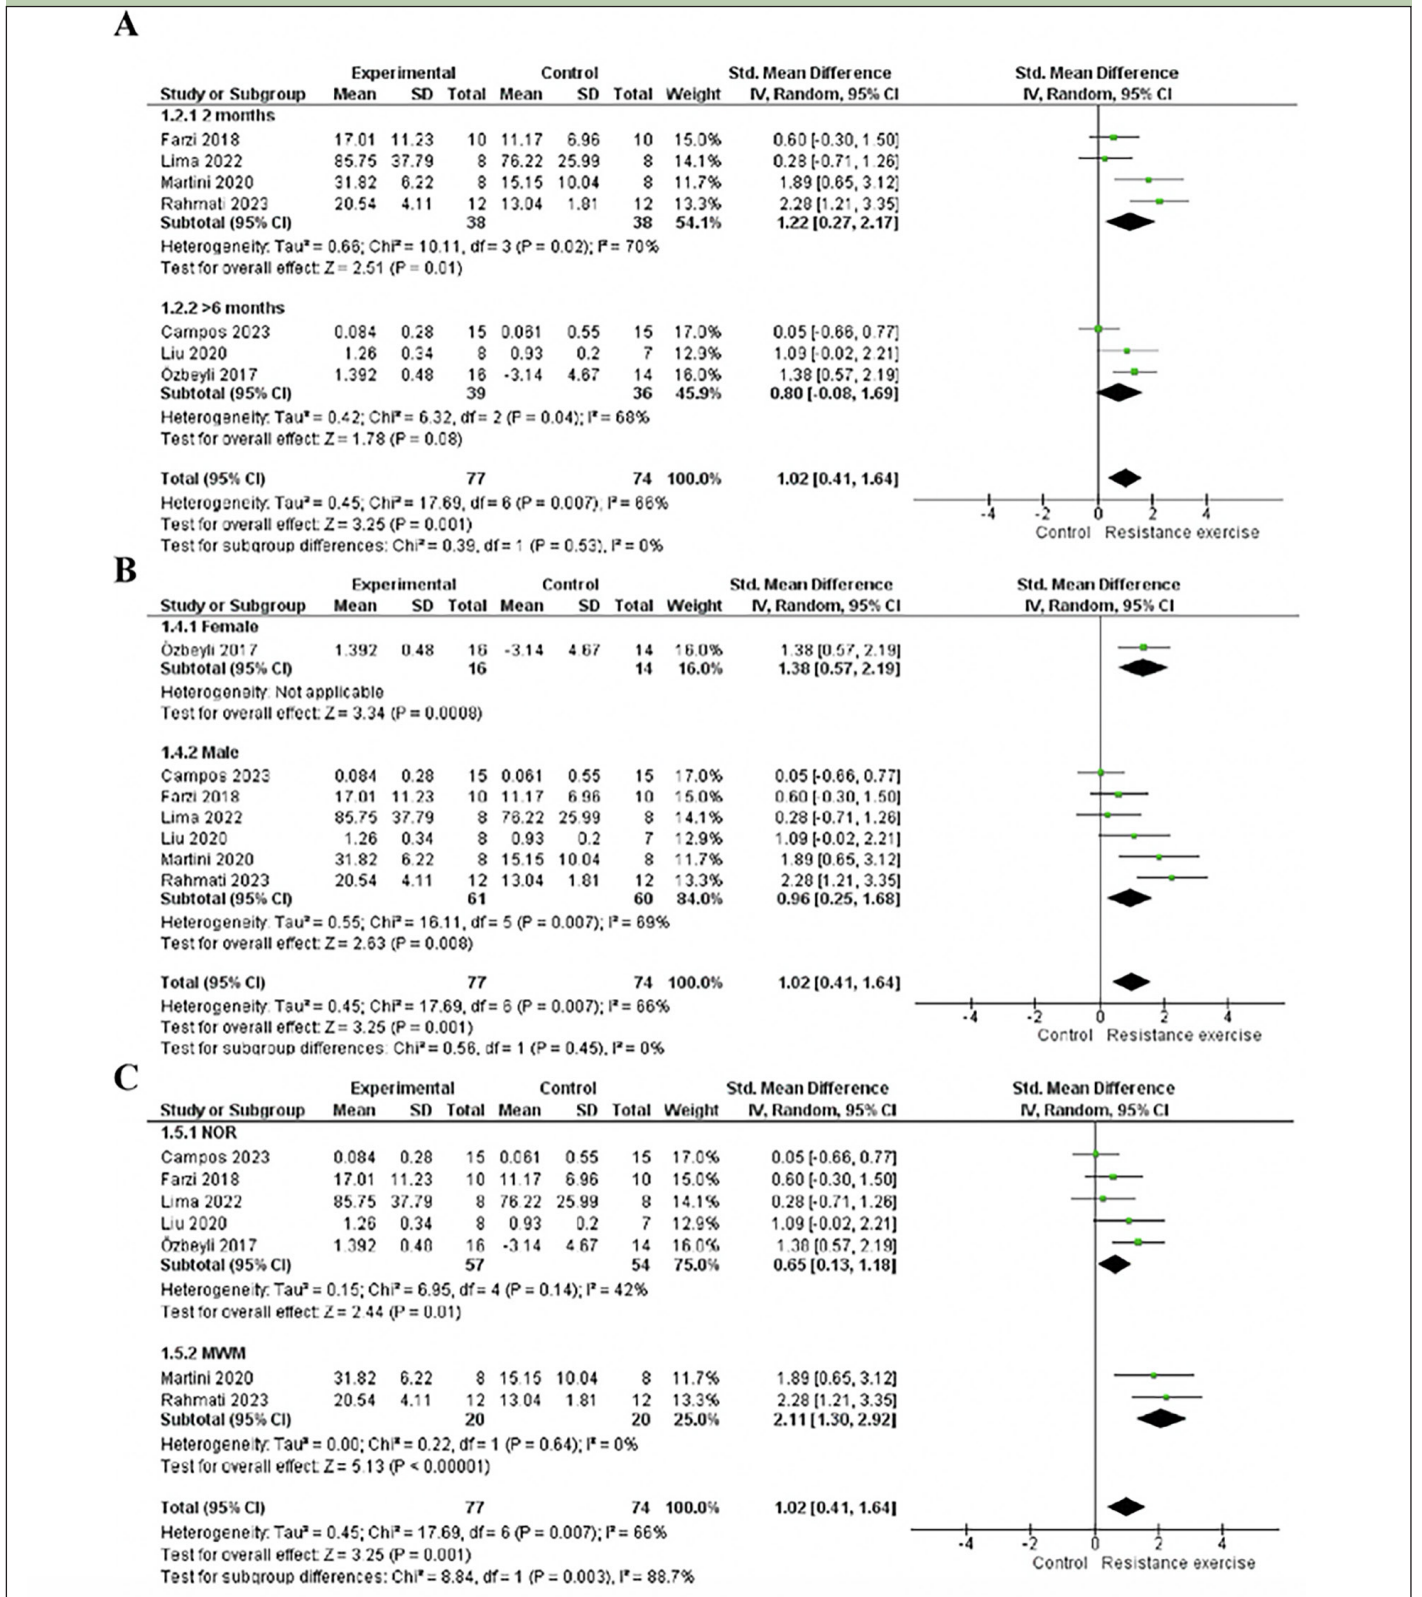 A
Experimental Control Std. Mean Difference Std. Mean Difference
Study or Subgroup Mean SD Total Mean SD Total Weight IV, Random, 95% CI IV, Random, 95% CI
1.2.1 2 months
Farzi 2018 17.01 11.23 10 11.17 6.96 10 15.0% 0.60 [-0.30, 1.50]
Lima 2022 85.75 37.79 8 76.22 25.99 8 14.1% 0.28 [-0.71, 1.26]
Martini 2020 31.82 6.22 8 15.15 10.04 8 11.7% 1.89 [0.65, 3.12]
Rahmati 2023 20.54 4.11 12 13.04 1.81 12 13.3% 2.28 [1.21, 3.35]
Subtotal (95% CI) 38 38 54.1% 1.22 [0.27, 2.17]
Heterogeneity: Tau² = 0.66; Chi² = 10.11, df = 3 (P = 0.02); I² = 70%
Test for overall effect: Z = 2.51 (P = 0.01)
1.2.2 >6 months
Campos 2023 0.084 0.28 15 0.061 0.55 15 17.0% 0.05 [-0.66, 0.77]
Liu 2020 1.26 0.34 8 0.93 0.2 7 12.9% 1.09 [-0.02, 2.21]
Özbeyli 2017 1.392 0.48 16 -3.14 4.67 14 16.0% 1.38 [0.57, 2.19]
Subtotal (95% CI) 39 36 45.9% 0.80 [-0.08, 1.69]
Heterogeneity: Tau² = 0.42; Chi² = 6.32, df = 2 (P = 0.04); I² = 68%
Test for overall effect: Z = 1.78 (P = 0.08)
Total (95% CI) 77 74 100.0% 1.02 [0.41, 1.64]
Heterogeneity: Tau² = 0.45; Chi² = 17.69, df = 6 (P = 0.007); I² = 66%
Test for overall effect: Z = 3.25 (P = 0.001)
Test for subgroup differences: Chi² = 0.39, df = 1 (P = 0.53), I² = 0%
-4 -2 0 2 4
Control Resistance exercise
B
Experimental Control Std. Mean Difference Std. Mean Difference
Study or Subgroup Mean SD Total Mean SD Total Weight IV, Random, 95% CI IV, Random, 95% CI
1.4.1 Female
Özbeyli 2017 1.392 0.48 16 -3.14 4.67 14 16.0% 1.38 [0.57, 2.19]
Subtotal (95% CI) 16 14 16.0% 1.38 [0.57, 2.19]
Heterogeneity: Not applicable
Test for overall effect: Z = 3.34 (P = 0.0008)
1.4.2 Male
Campos 2023 0.084 0.28 15 0.061 0.55 15 17.0% 0.05 [-0.66, 0.77]
Farzi 2018 17.01 11.23 10 11.17 6.96 10 15.0% 0.60 [-0.30, 1.50]
Lima 2022 85.75 37.79 8 76.22 25.99 8 14.1% 0.28 [-0.71, 1.26]
Liu 2020 1.26 0.34 8 0.93 0.2 7 12.9% 1.09 [-0.02, 2.21]
Martini 2020 31.82 6.22 8 15.15 10.04 8 11.7% 1.89 [0.65, 3.12]
Rahmati 2023 20.54 4.11 12 13.04 1.81 12 13.3% 2.28 [1.21, 3.35]
Subtotal (95% CI) 61 60 84.0% 0.96 [0.25, 1.68]
Heterogeneity: Tau² = 0.55; Chi² = 16.11, df = 5 (P = 0.007); I² = 69%
Test for overall effect: Z = 2.63 (P = 0.008)
Total (95% CI) 77 74 100.0% 1.02 [0.41, 1.64]
Heterogeneity: Tau² = 0.45; Chi² = 17.69, df = 6 (P = 0.007); I² = 66%
Test for overall effect: Z = 3.25 (P = 0.001)
Test for subgroup differences: Chi² = 0.56, df = 1 (P = 0.45), I² = 0%
-4 -2 0 2 4
Control Resistance exercise
C
Experimental Control Std. Mean Difference Std. Mean Difference
Study or Subgroup Mean SD Total Mean SD Total Weight IV, Random, 95% CI IV, Random, 95% CI
1.5.1 NOR
Campos 2023 0.084 0.28 15 0.061 0.55 15 17.0% 0.05 [-0.66, 0.77]
Farzi 2018 17.01 11.23 10 11.17 6.96 10 15.0% 0.60 [-0.30, 1.50]
Lima 2022 85.75 37.79 8 76.22 25.99 8 14.1% 0.28 [-0.71, 1.26]
Liu 2020 1.26 0.34 8 0.93 0.2 7 12.9% 1.09 [-0.02, 2.21]
Özbeyli 2017 1.392 0.48 16 -3.14 4.67 14 16.0% 1.38 [0.57, 2.19]
Subtotal (95% CI) 57 54 75.0% 0.65 [0.13, 1.18]
Heterogeneity: Tau² = 0.15; Chi² = 6.95, df = 4 (P = 0.14); I² = 42%
Test for overall effect: Z = 2.44 (P = 0.01)
1.5.2 MWM
Martini 2020 31.82 6.22 8 15.15 10.04 8 11.7% 1.89 [0.65, 3.12]
Rahmati 2023 20.54 4.11 12 13.04 1.81 12 13.3% 2.28 [1.21, 3.35]
Subtotal (95% CI) 20 20 25.0% 2.11 [1.30, 2.92]
Heterogeneity: Tau² = 0.00; Chi² = 0.22, df = 1 (P = 0.64); I² = 0%
Test for overall effect: Z = 5.13 (P < 0.00001)
Total (95% CI) 77 74 100.0% 1.02 [0.41, 1.64]
Heterogeneity: Tau² = 0.45; Chi² = 17.69, df = 6 (P = 0.007); I² = 66%
Test for overall effect: Z = 3.25 (P = 0.001)
Test for subgroup differences: Chi² = 8.84, df = 1 (P = 0.003), I² = 88.7%
-4 -2 0 2 4
Control Resistance exercise